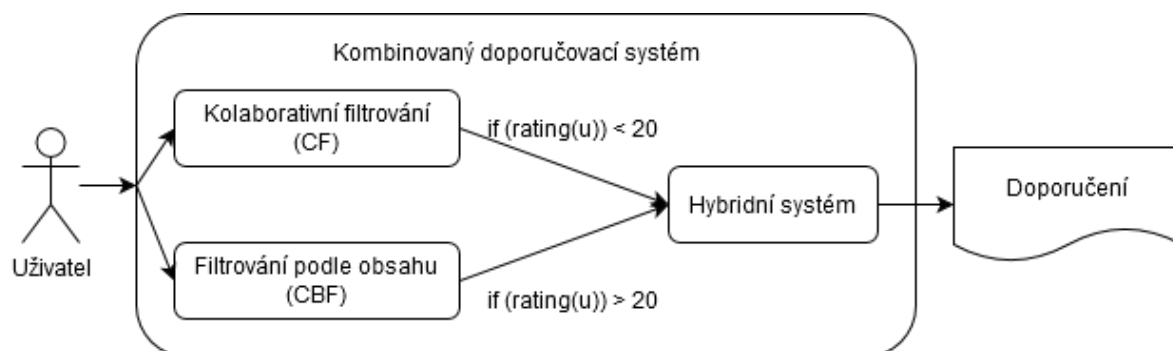 Kombinovaný doporučovací systém
Kolaborativní filtrování
(CF)
if (rating(u)) < 20
Uživatel
Hybridní systém
Doporučení
Filtrování podle obsahu
(CBF)
if (rating(u)) > 20